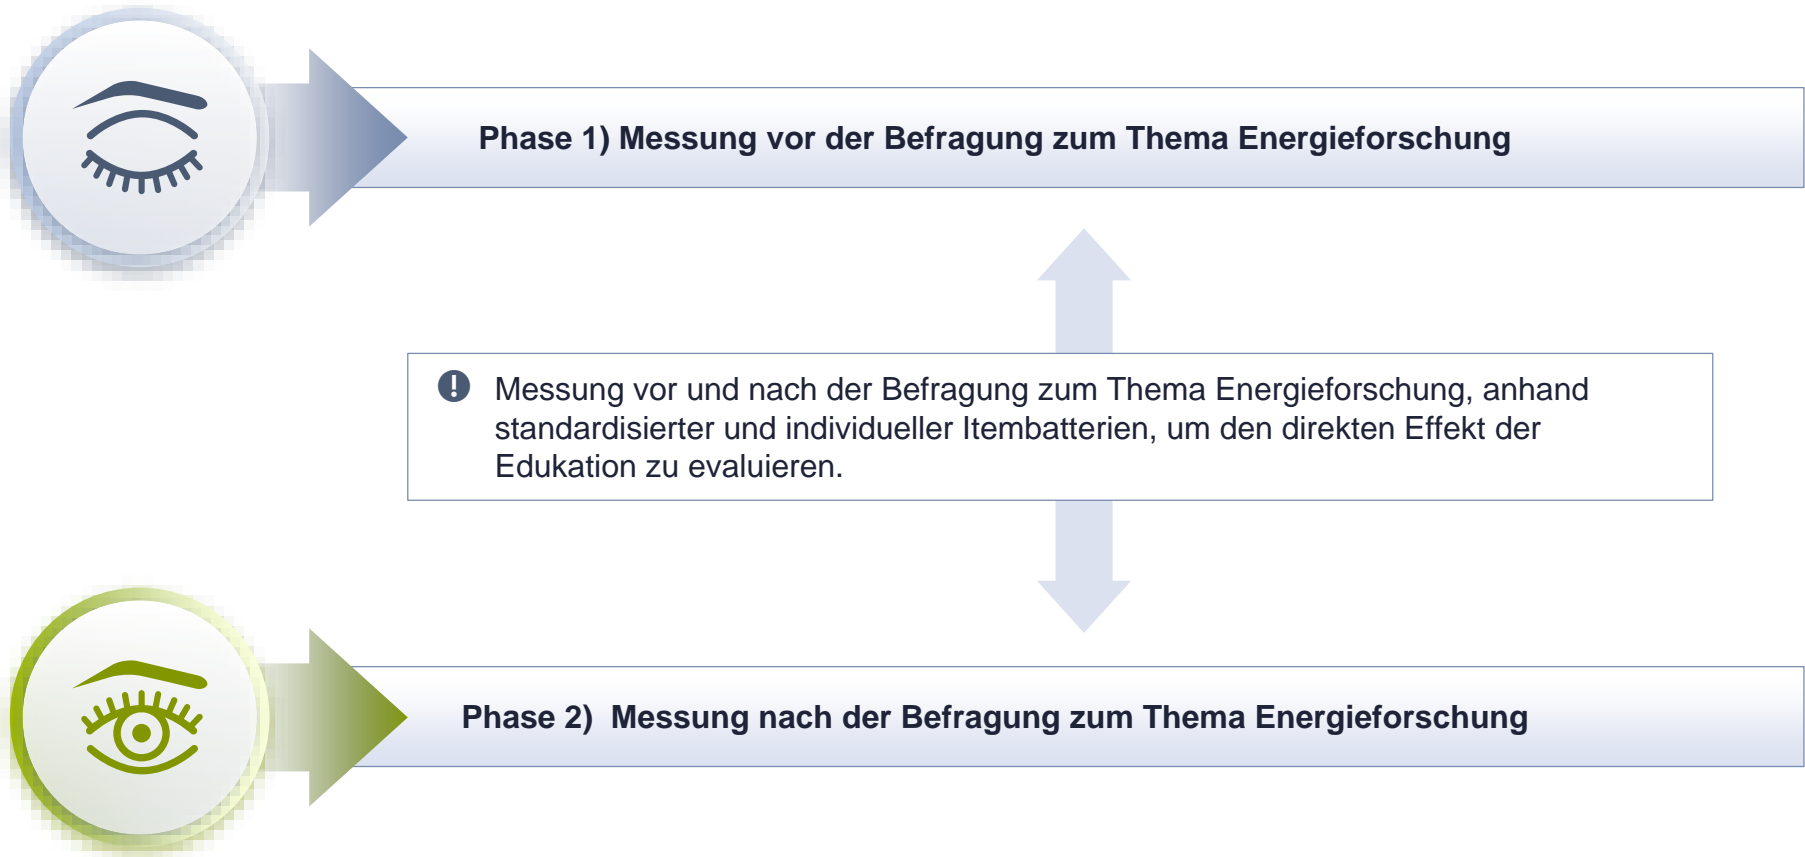 Phase 1) Messung vor der Befragung zum Thema Energieforschung
Messung vor und nach der Befragung zum Thema Energieforschung, anhand
standardisierter und individueller Itembatterien, um den direkten Effekt der
Edukation zu evaluieren.
Phase 2)  Messung nach der Befragung zum Thema Energieforschung